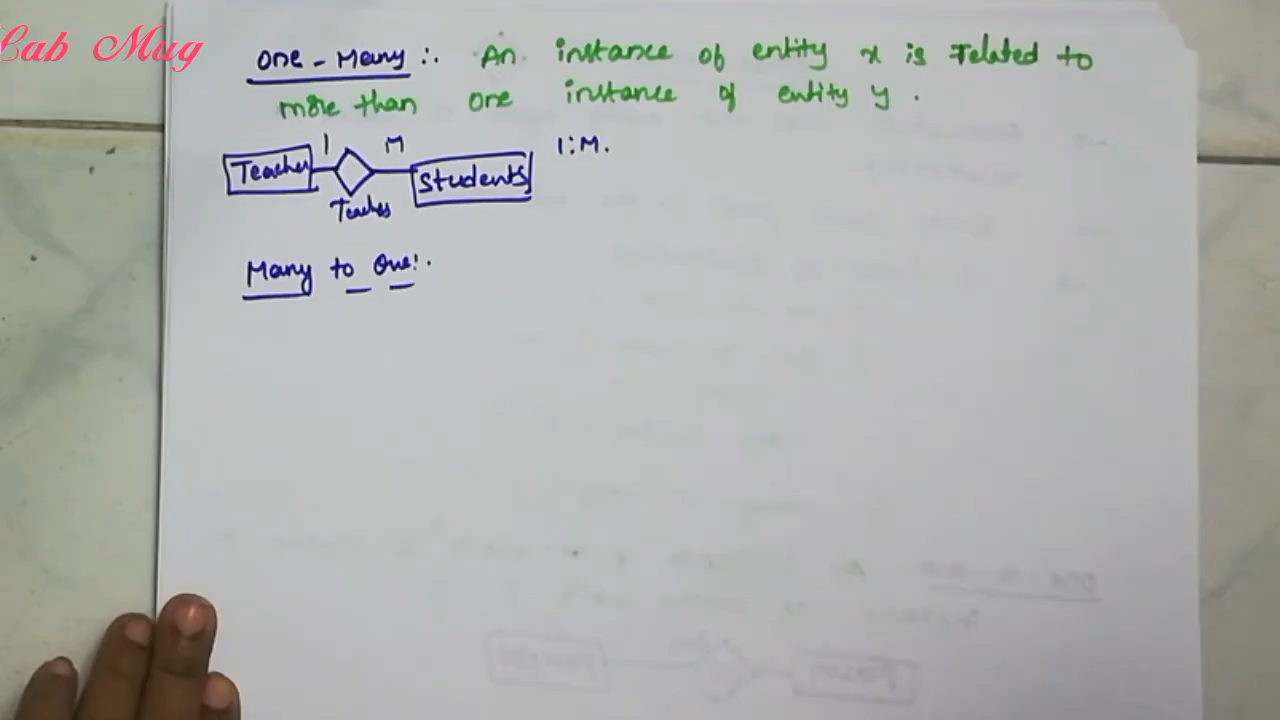 Cab Mug
One - Many :. An instance of entity x is related to
more than one instance of entity y .
1 M 1:M.
Teacher Students
Teaches
Many to One:.